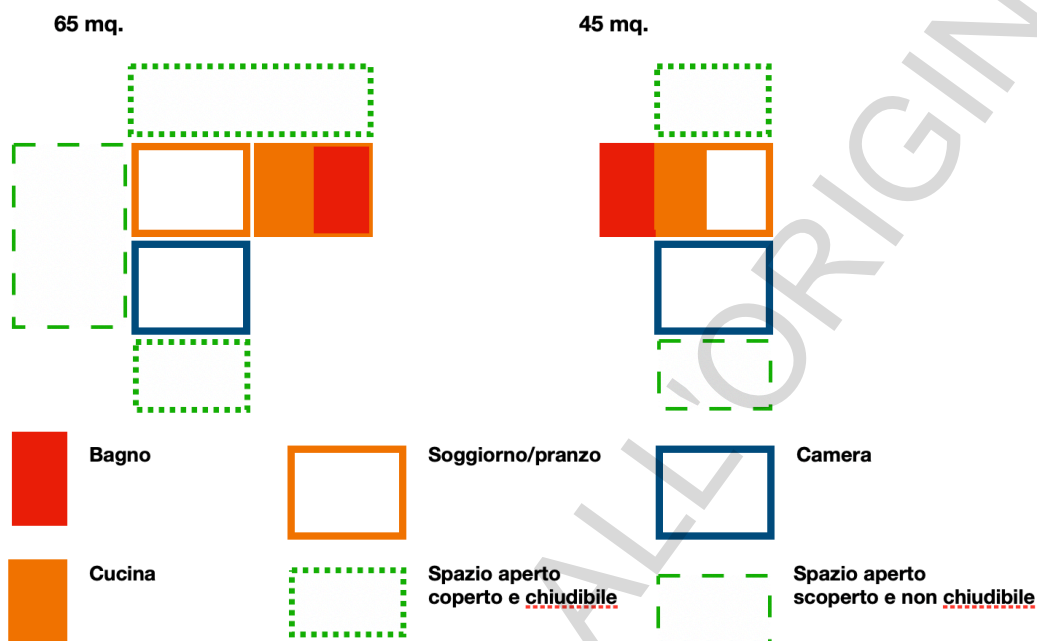 65 mq.
45 mq.
Bagno
Soggiorno/pranzo
Camera
Cucina
Spazio aperto
coperto e chiudibile
Spazio aperto
scoperto e non chiudibile
ALL'ORIGIN